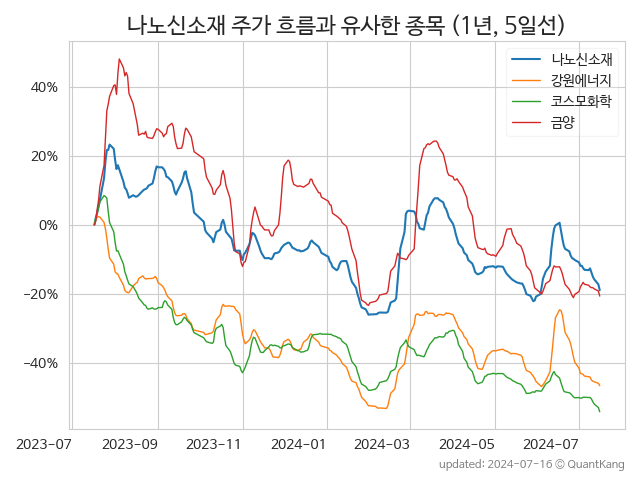 나노신소재 주가 흐름과 유사한 종목 (1년, 5일선)
나노신소재
강원에너지
코스모화학
금양
40%
20%
0%
−20%
−40%
2023-07 2023-09 2023-11 2024-01 2024-03 2024-05 2024-07
updated: 2024-07-16 © QuantKang